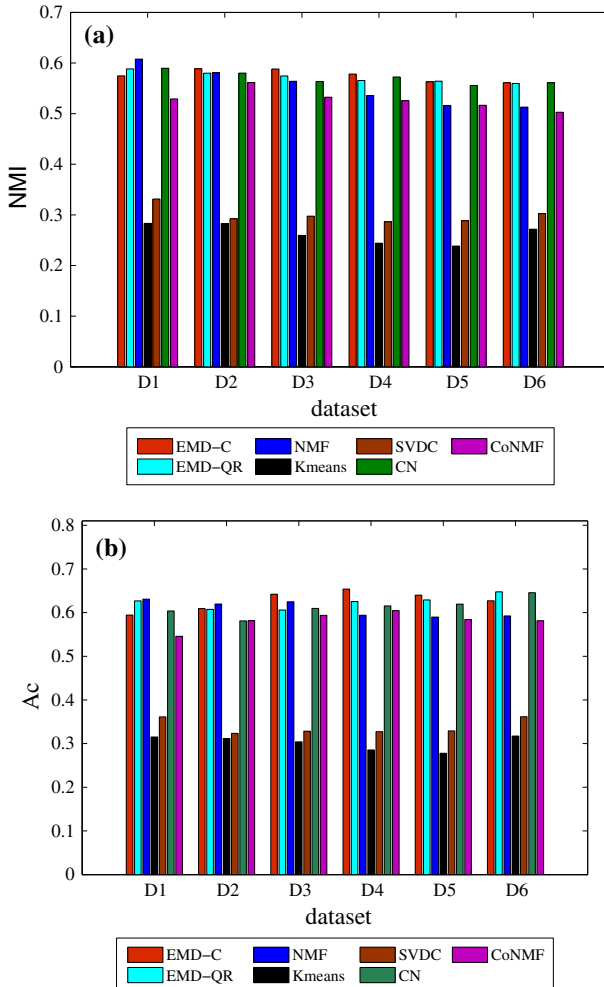 (a)
0.7
0.6
0.5
0.4
0.3
0.2
0.1
0
NMI
D1 D2 D3 D4 D5 D6
dataset
EMD-C NMF SVDC CoNMF
EMD-QR Kmeans CN
(b)
0.8
0.7
0.6
0.5
0.4
0.3
0.2
0.1
0
Ac
D1 D2 D3 D4 D5 D6
dataset
EMD-C NMF SVDC CoNMF
EMD-QR Kmeans CN